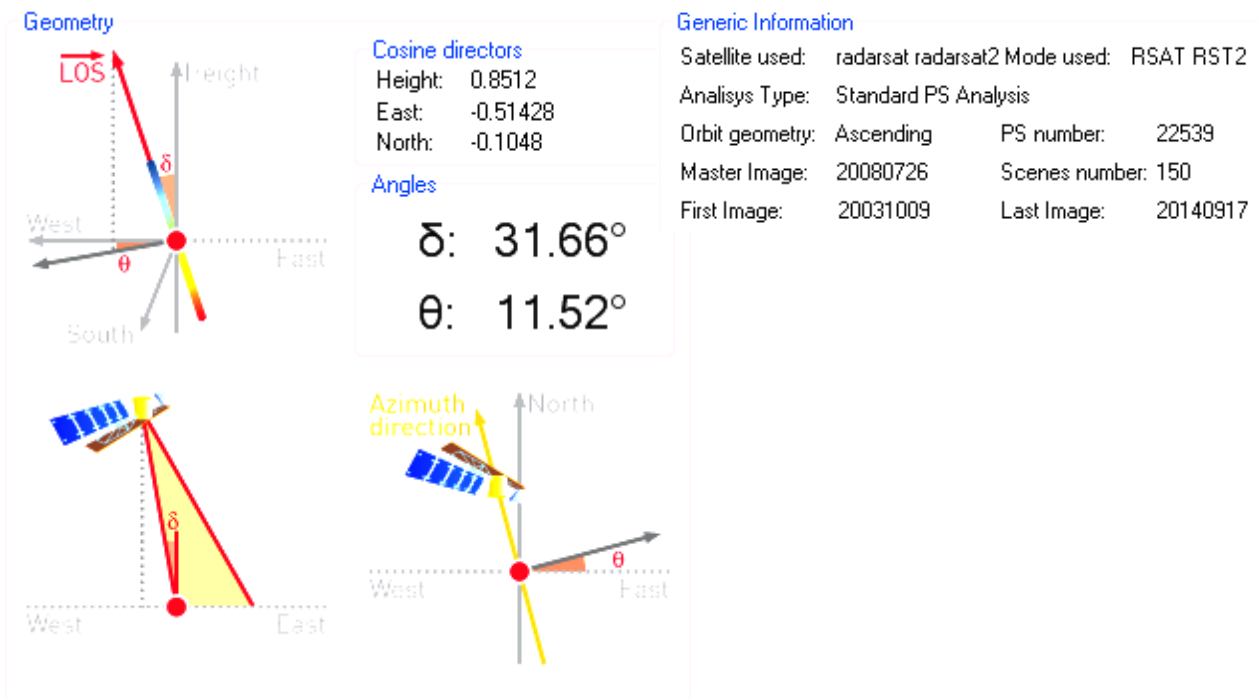 Geometry
LOS
Height
δ
West
East
θ
South
Cosine directors
Height: 0.8512
East: -0.51428
North: -0.1048
Angles
δ: 31.66°
θ: 11.52°
Generic Information
Satellite used: radarsat radarsat2 Mode used: RSAT RST2
Analisys Type: Standard PS Analysis
Orbit geometry: Ascending PS number: 22539
Master Image: 20080726 Scenes number: 150
First Image: 20031009 Last Image: 20140917
δ
West East
Azimuth
direction
North
θ
West East